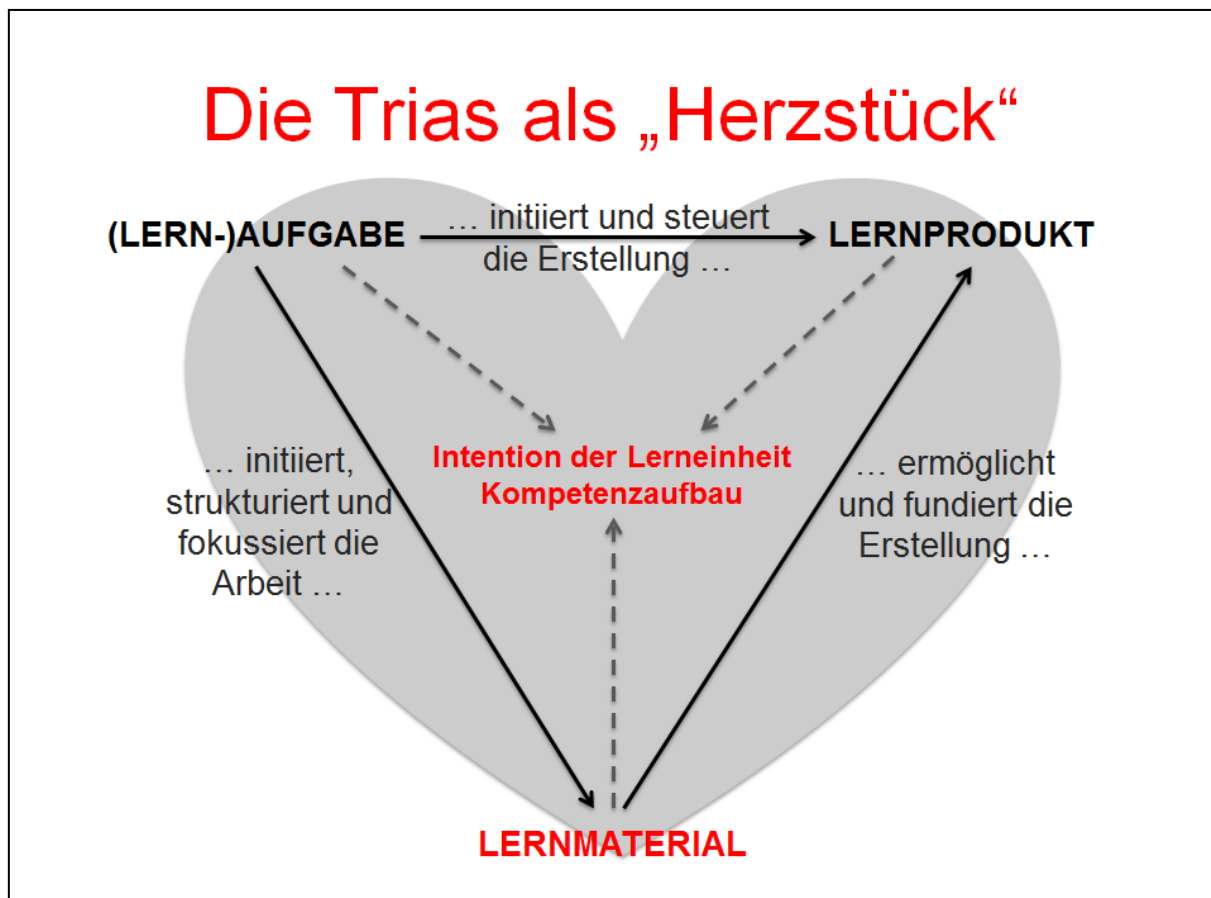 Die Trias als „Herzstück“
… initiiert und steuert
(LERN-)AUFGABE
LERNPRODUKT
die Erstellung …
Intention der Lerneinheit
Kompetenzaufbau
… initiiert,
strukturiert und
fokussiert die
Arbeit …
… ermöglicht
und fundiert die
Erstellung …
LERNMATERIAL